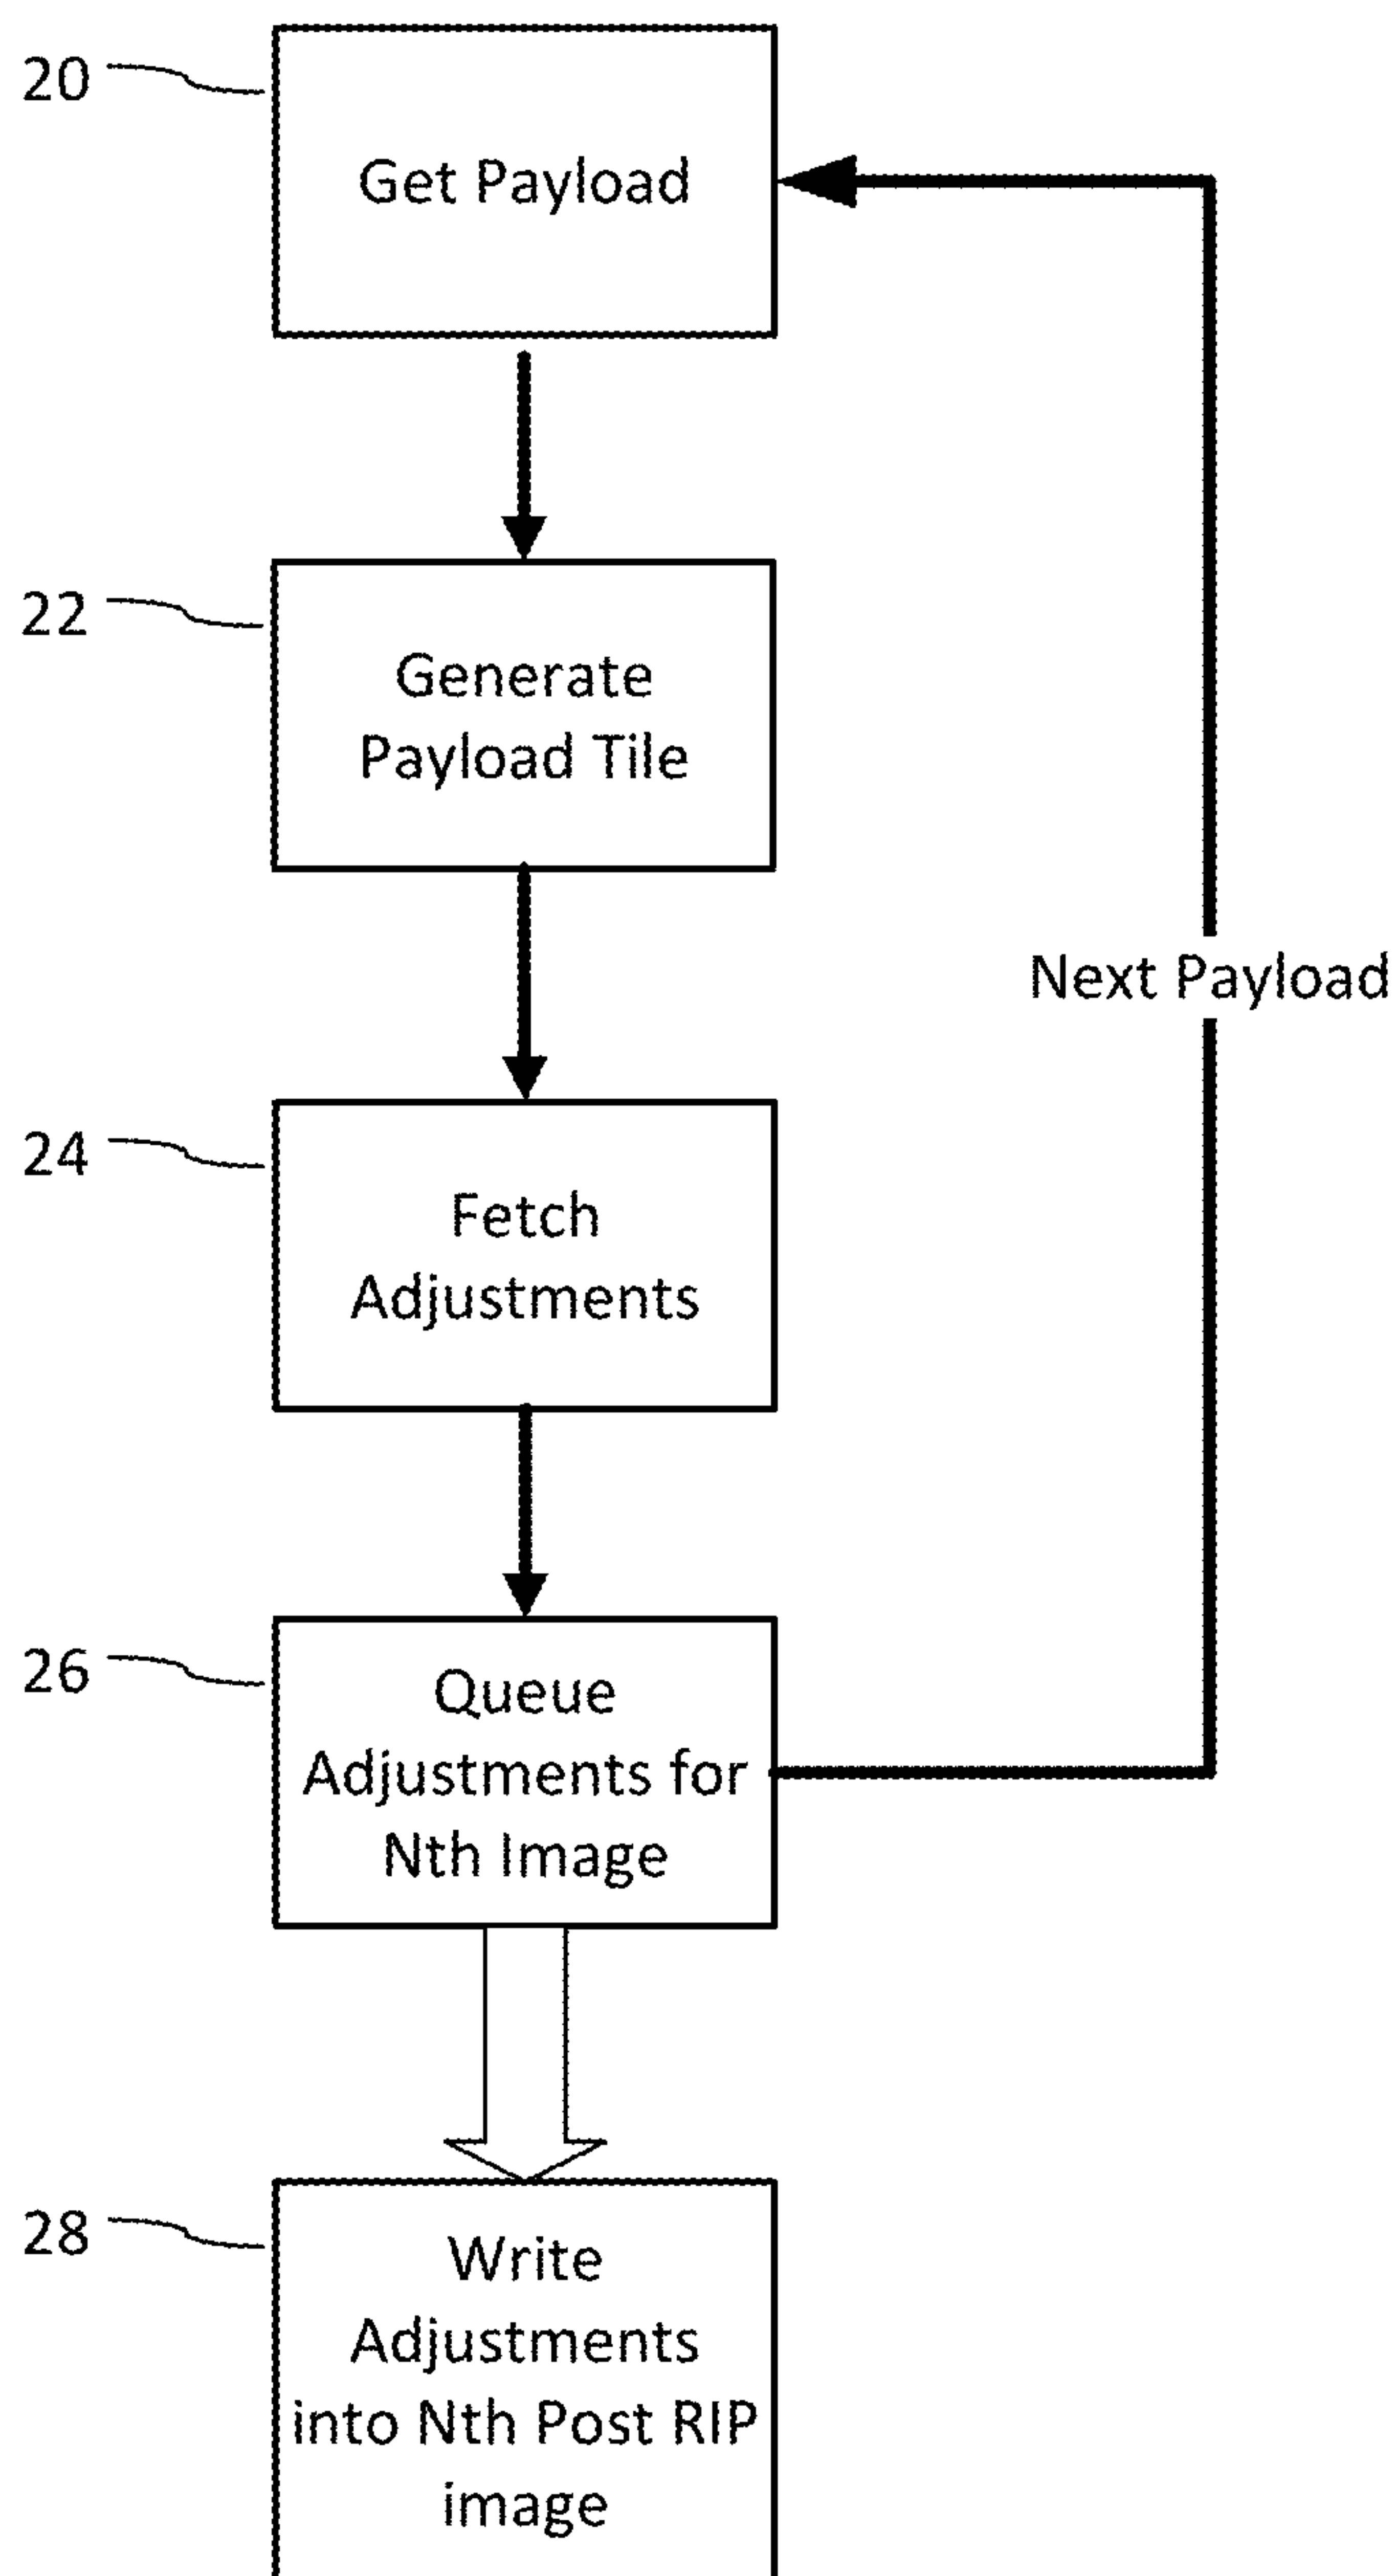 20
Get Payload
22
Generate
Payload Tile
Next Payload
24
Fetch
Adjustments
26
Queue
Adjustments for
Nth Image
28
Write
Adjustments
into Nth Post RIP
image